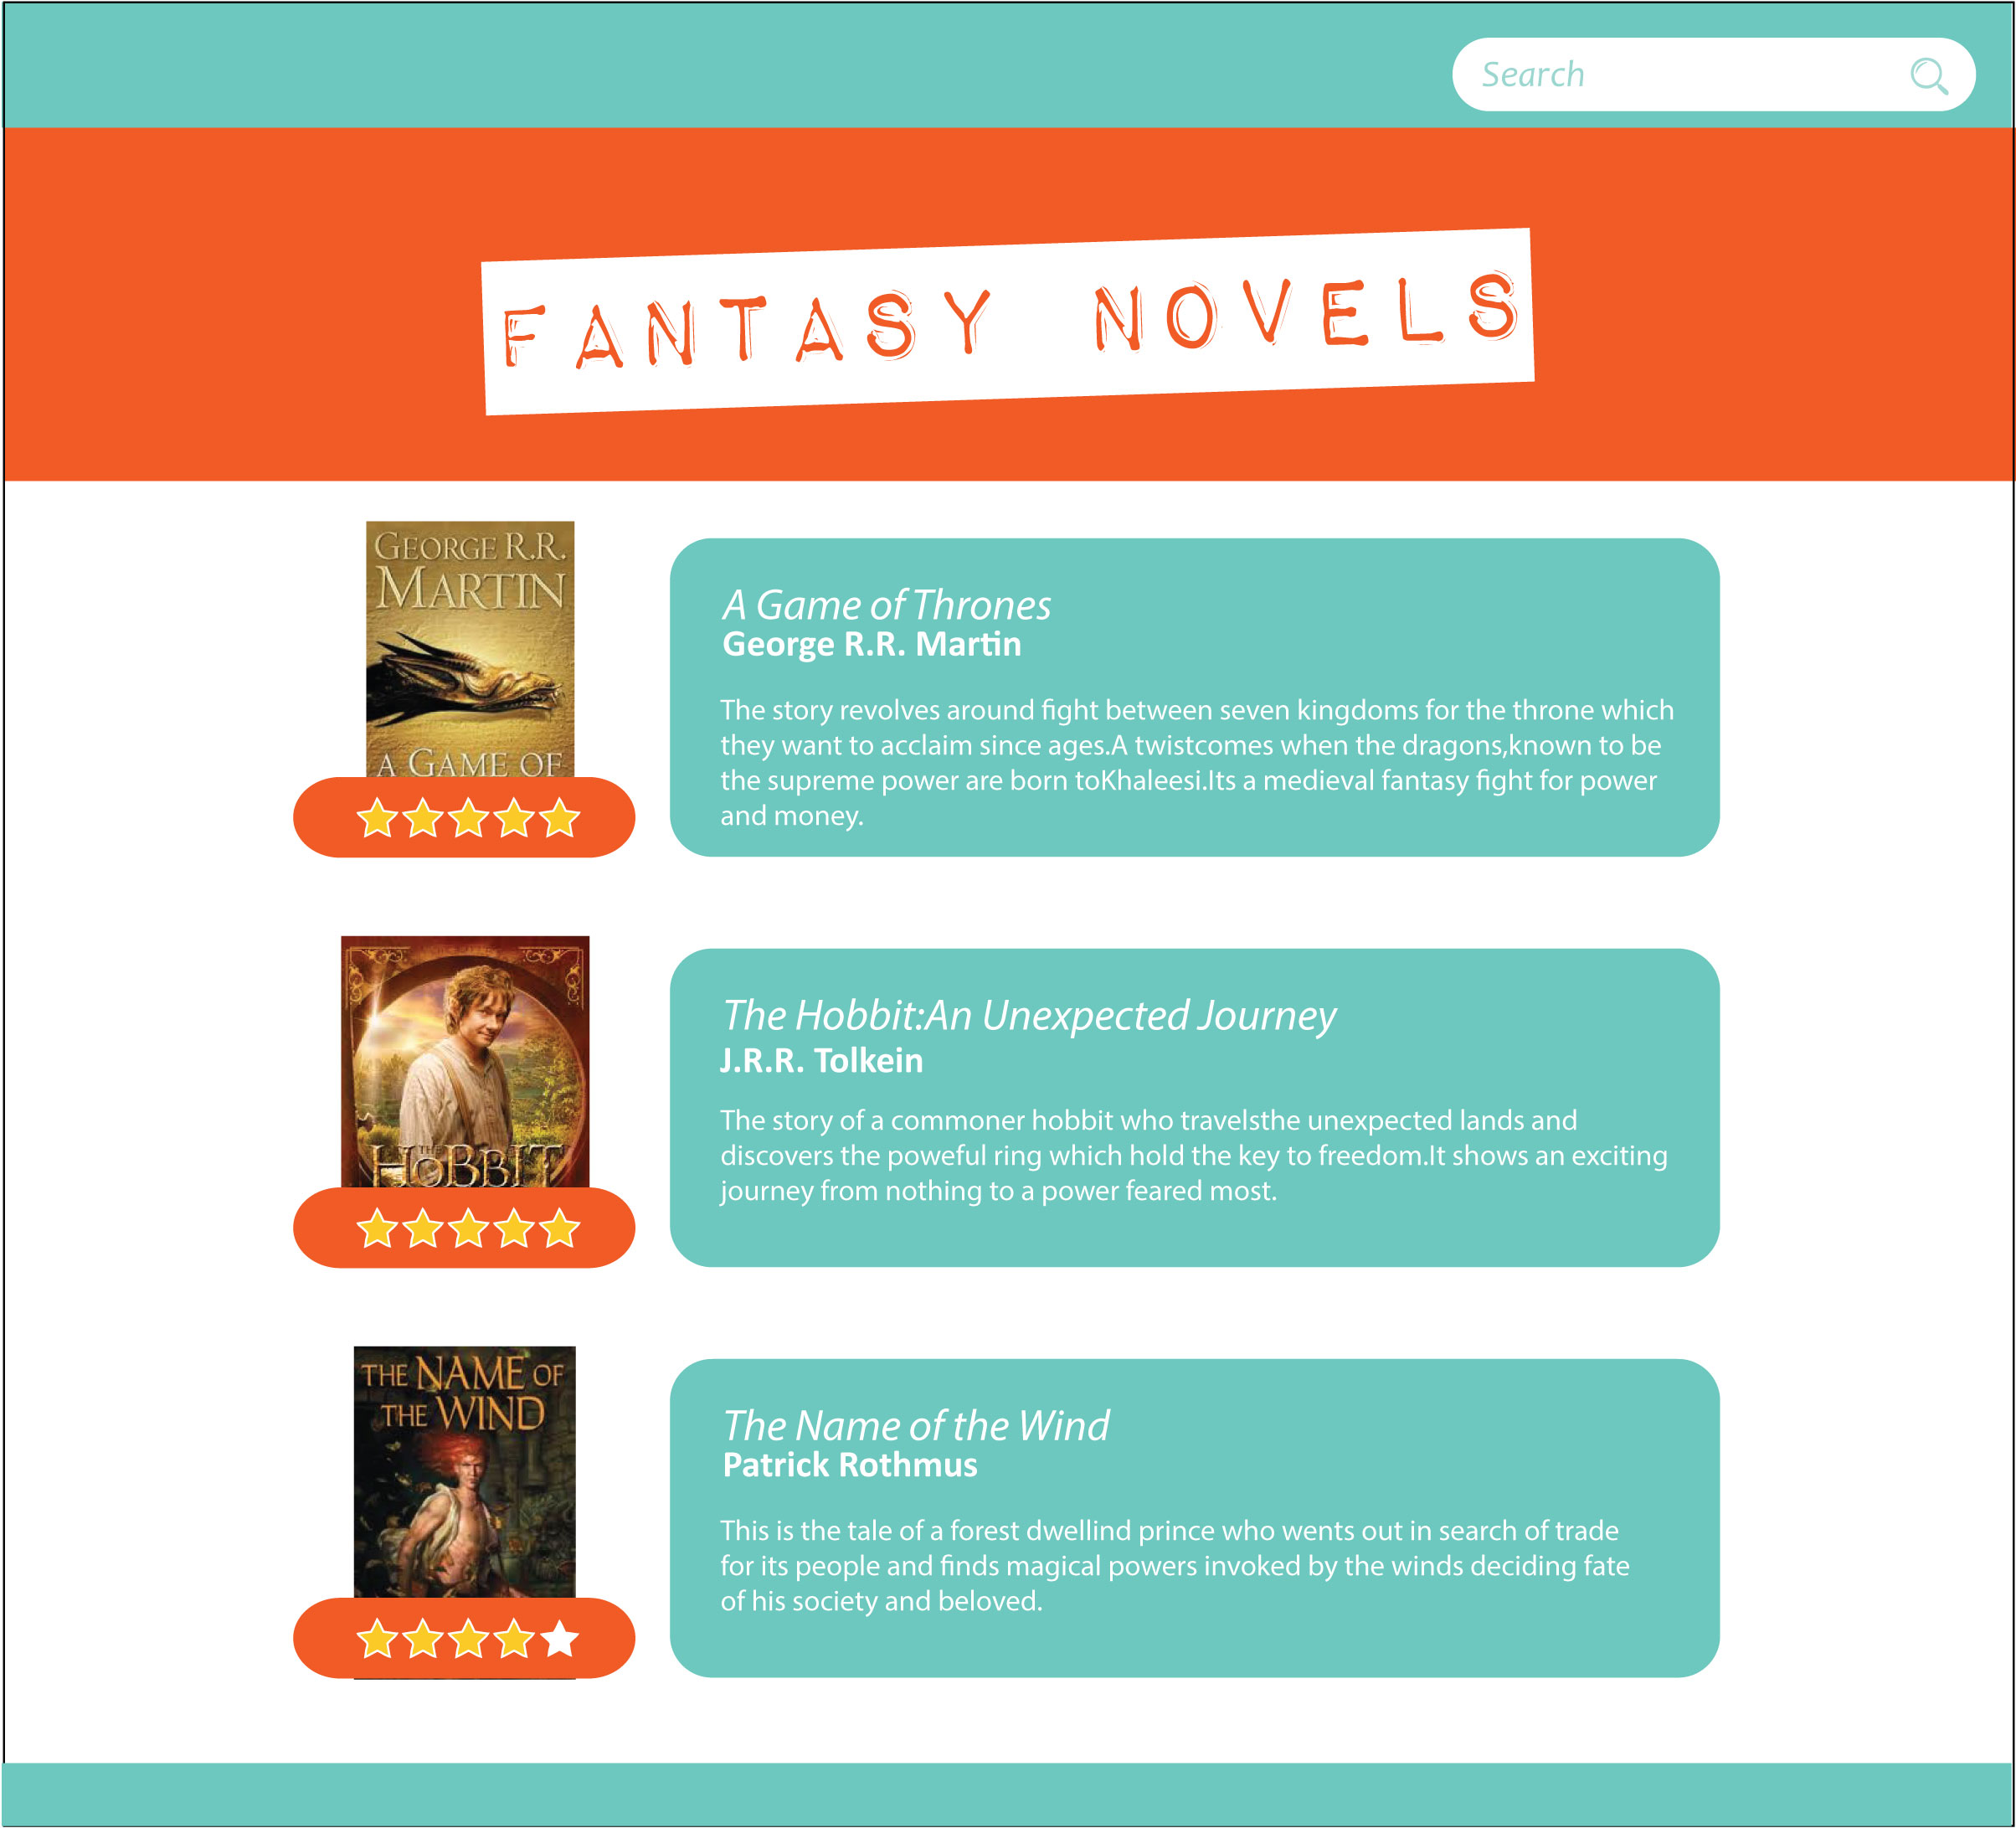 Search
FANTASY NOVELS
GEORGE R.R.
MARTIN
A GAME OF
A Game of Thrones
George R.R. Martin
The story revolves around fight between seven kingdoms for the throne which
they want to acclaim since ages.A twistcomes when the dragons,known to be
the supreme power are born toKhaleesi.Its a medieval fantasy fight for power
and money.
THE
HOBBIT
The Hobbit:An Unexpected Journey
J.R.R. Tolkein
The story of a commoner hobbit who travelsthe unexpected lands and
discovers the poweful ring which hold the key to freedom.It shows an exciting
journey from nothing to a power feared most.
THE NAME OF
THE WIND
The Name of the Wind
Patrick Rothmus
This is the tale of a forest dwellind prince who wents out in search of trade
for its people and finds magical powers invoked by the winds deciding fate
of his society and beloved.